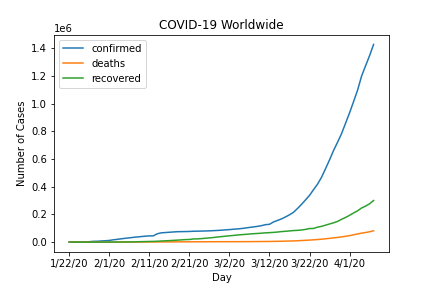 COVID-19 Worldwide
1e6
confirmed
deaths
recovered
1.4
1.2
1.0
0.8
0.6
0.4
0.2
0.0
Number of Cases
1/22/20 2/1/20 2/11/20 2/21/20 3/2/20 3/12/20 3/22/20 4/1/20
Day